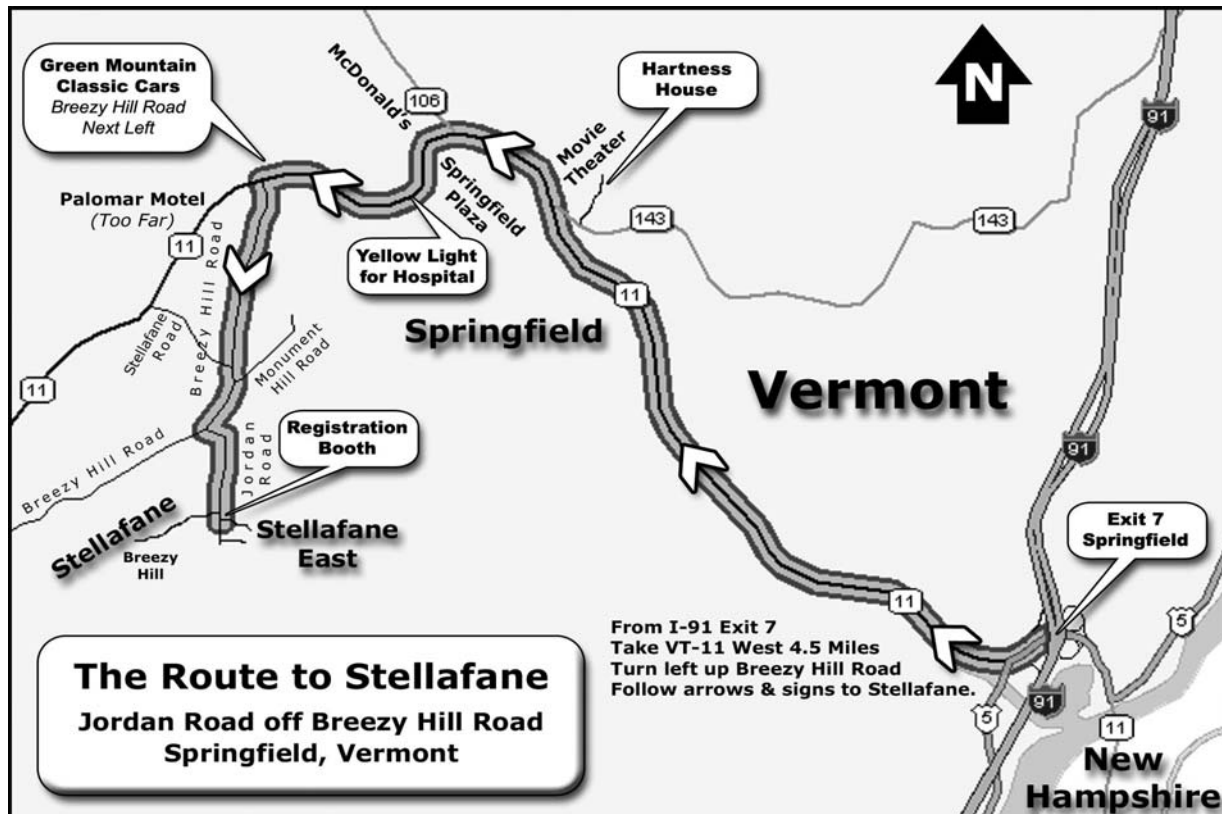 Green Mountain
Classic Cars
Breezy Hill Road
Next Left
McDonald's
106
Hartness
House
N
91
Movie
Theater
Springfield
Plaza
Palomar Motel
(Too Far)
143
143
11
Yellow Light
for Hospital
11
Breezy Hill Road
Springfield
Stellafane
Road
Monument
Hill Road
Vermont
11
Registration
Booth
Jordan
Road
Breezy Hill Road
91
Stellafane
Stellafane
East
Breezy
Hill
Exit 7
Springfield
11
5
From I-91 Exit 7
Take VT-11 West 4.5 Miles
Turn left up Breezy Hill Road
Follow arrows & signs to Stellafane.
The Route to Stellafane
Jordan Road off Breezy Hill Road
Springfield, Vermont
91
5
11
New
Hampshire